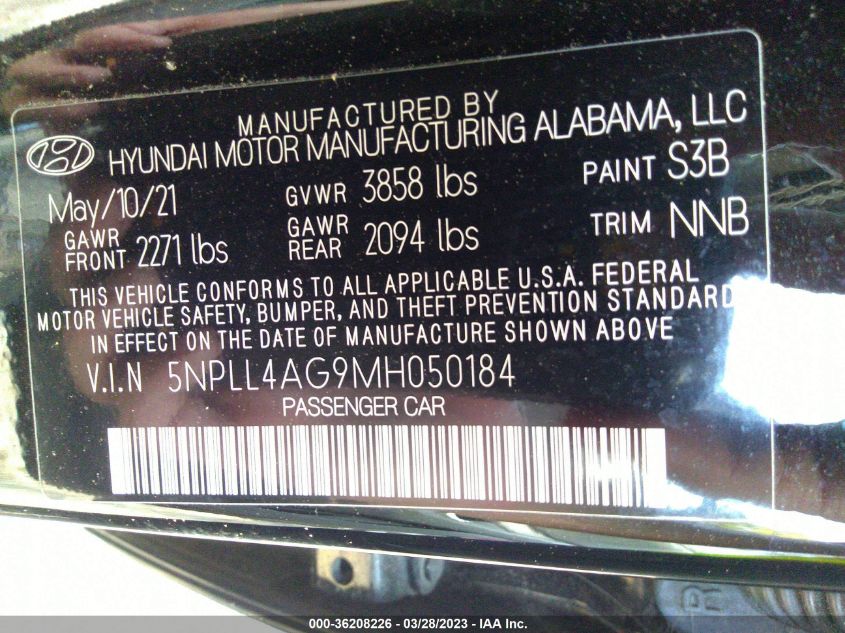 MANUFACTURED BY
HYUNDAI MOTOR MANUFACTURING ALABAMA, LLC
May/10/21 GVWR 3858 lbs PAINT S3B
GAWR FRONT 2271 lbs GAWR REAR 2094 lbs TRIM NNB
THIS VEHICLE CONFORMS TO ALL APPLICABLE U.S.A. FEDERAL
MOTOR VEHICLE SAFETY, BUMPER, AND THEFT PREVENTION STANDARD
IN EFFECT ON THE DATE OF MANUFACTURE SHOWN ABOVE
V.I.N 5NPLL4AG9MH050184
PASSENGER CAR
000-36208226 - 03/28/2023 - IAA Inc.